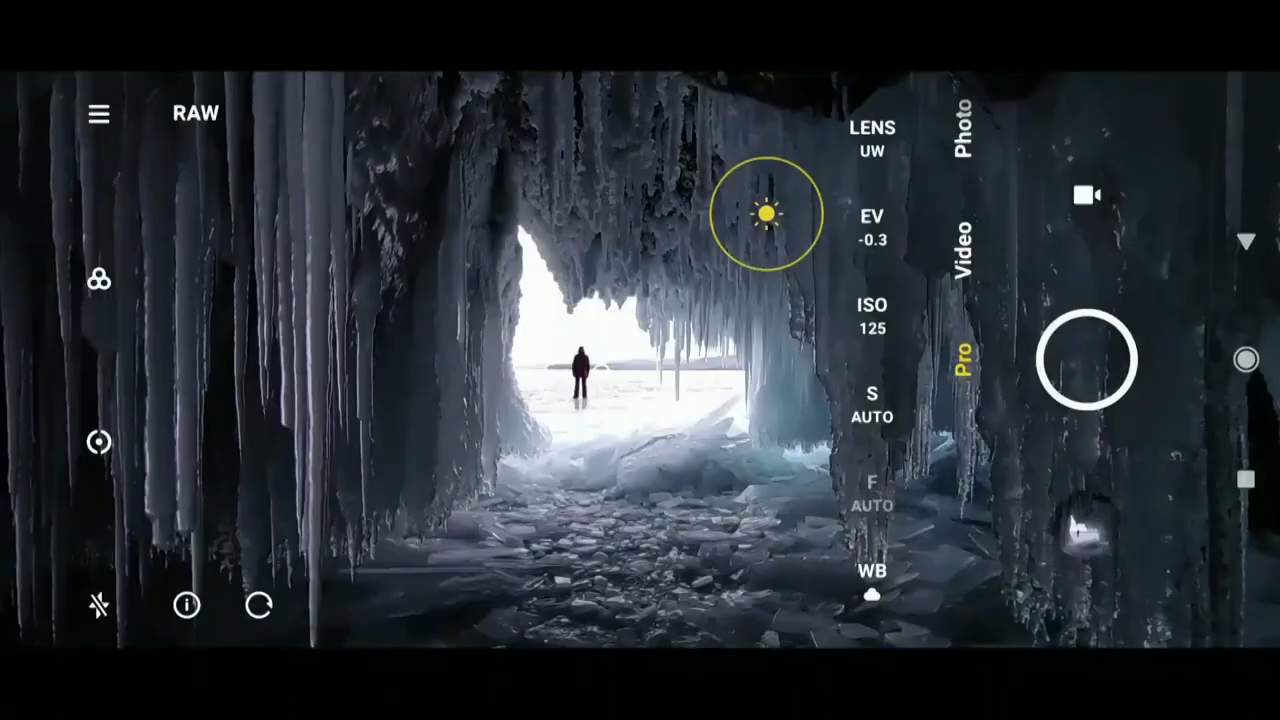 RAW
LENS
UW
EV
-0.3
ISO
125
S
AUTO
F
AUTO
WB
Photo
Video
Pro